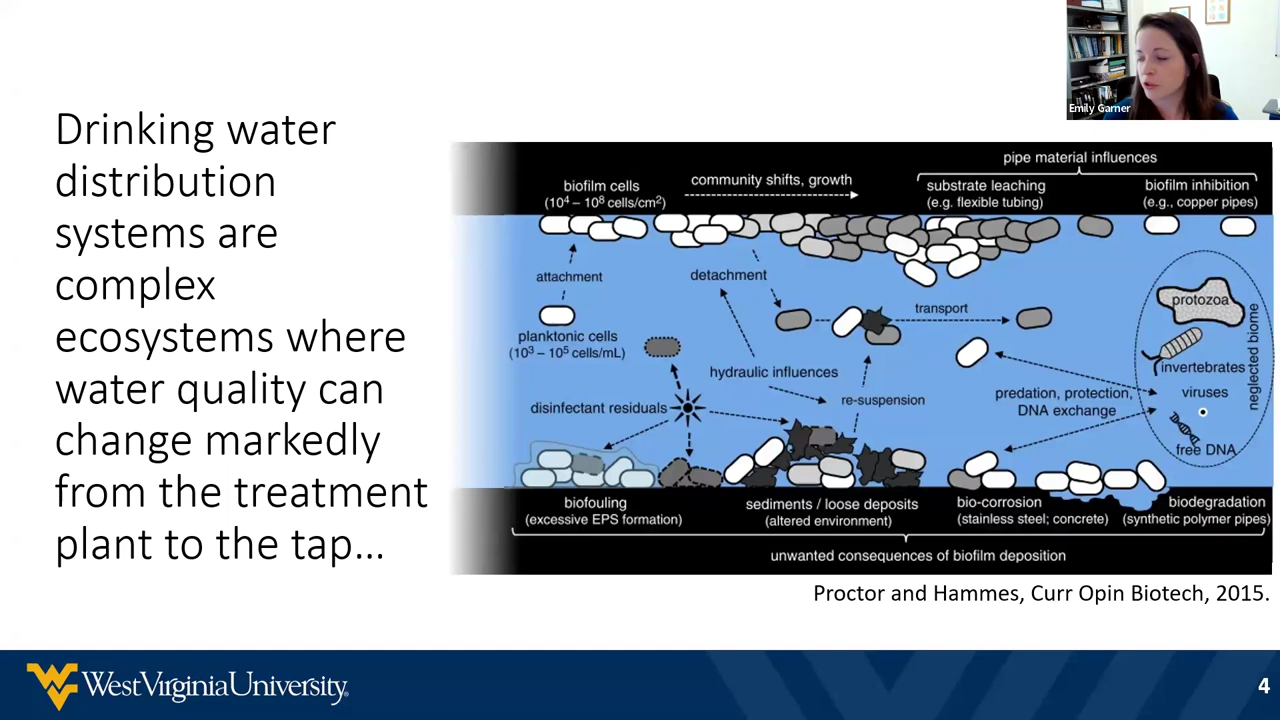 Emily Garner
Drinking water
distribution
systems are
complex
ecosystems where
water quality can
change markedly
from the treatment
plant to the tap...
pipe material influences
biofilm cells
(10⁴ – 10⁸ cells/cm²)
community shifts, growth
substrate leaching
(e.g. flexible tubing)
biofilm inhibition
(e.g., copper pipes)
attachment
detachment
planktonic cells
(10³ – 10⁵ cells/mL)
transport
protozoa
invertebrates
viruses
free DNA
neglected biome
hydraulic influences
re-suspension
predation, protection,
DNA exchange
disinfectant residuals
biofouling
(excessive EPS formation)
sediments / loose deposits
(altered environment)
bio-corrosion
(stainless steel; concrete)
biodegradation
(synthetic polymer pipes)
unwanted consequences of biofilm deposition
Proctor and Hammes, Curr Opin Biotech, 2015.
WV WestVirginiaUniversity.
4